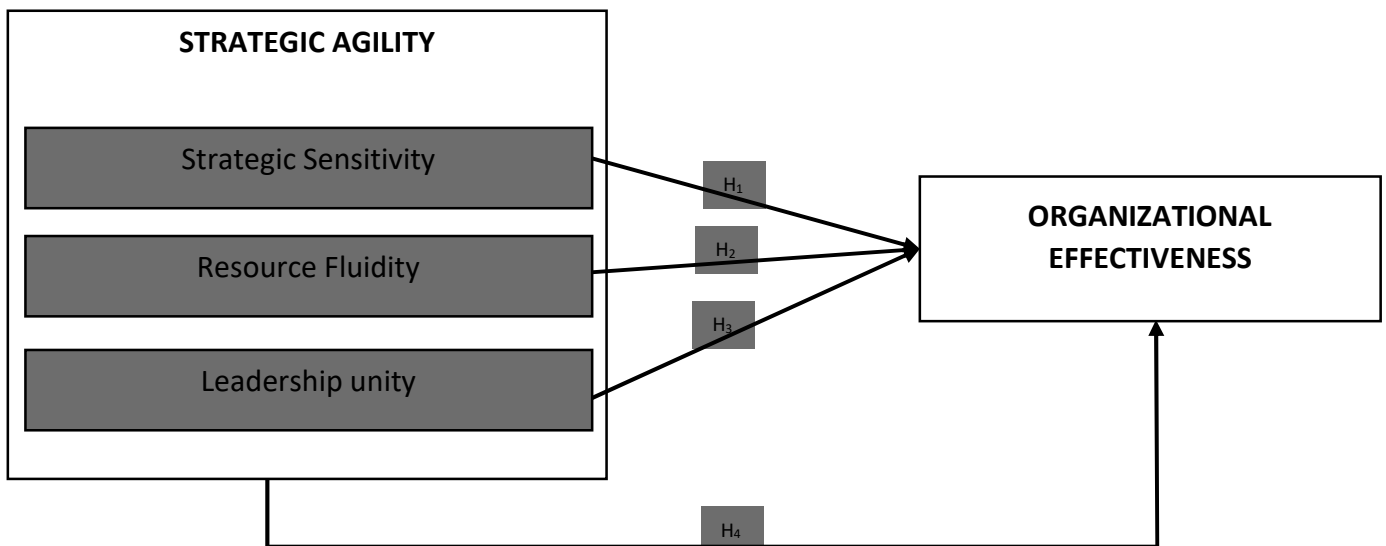 STRATEGIC AGILITY
Strategic Sensitivity
Resource Fluidity
Leadership unity
H₁
H₂
H₃
H₄
ORGANIZATIONAL
EFFECTIVENESS